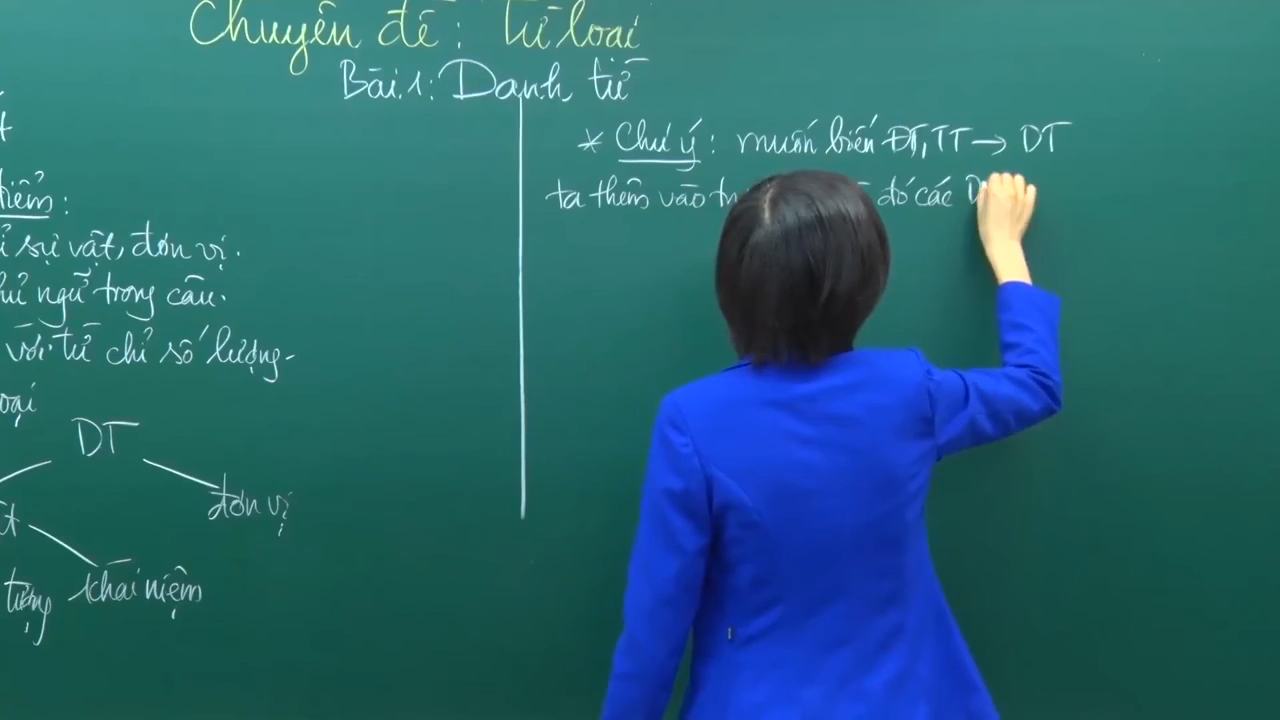 Chuyên đề: Từ loại
Bài 1: Danh từ
iểm:
ỉ sự vật, đơn vị.
hủ ngữ trong câu.
với từ chỉ số lượng.
oại
DT
đơn vị
khái niệm
tượng
* Chú ý: muốn biến ĐT, TT → DT
ta thêm vào tr đó các D